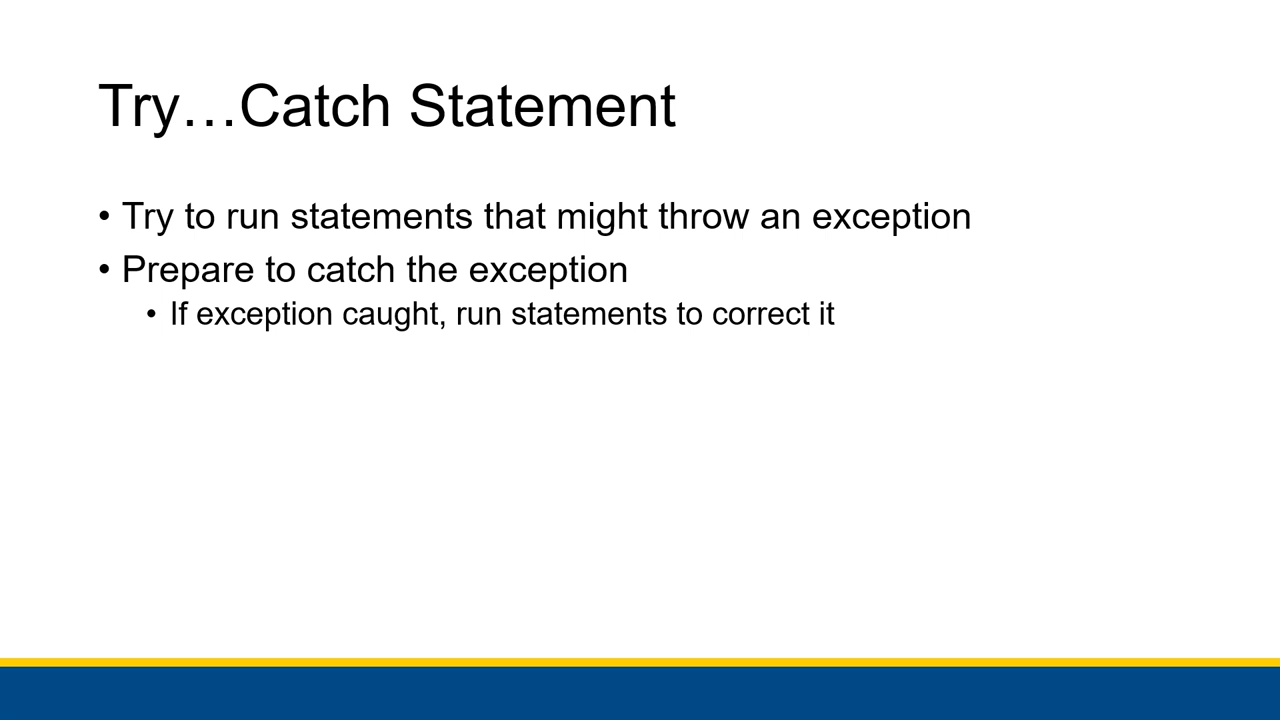 Try…Catch Statement
• Try to run statements that might throw an exception
• Prepare to catch the exception
• If exception caught, run statements to correct it